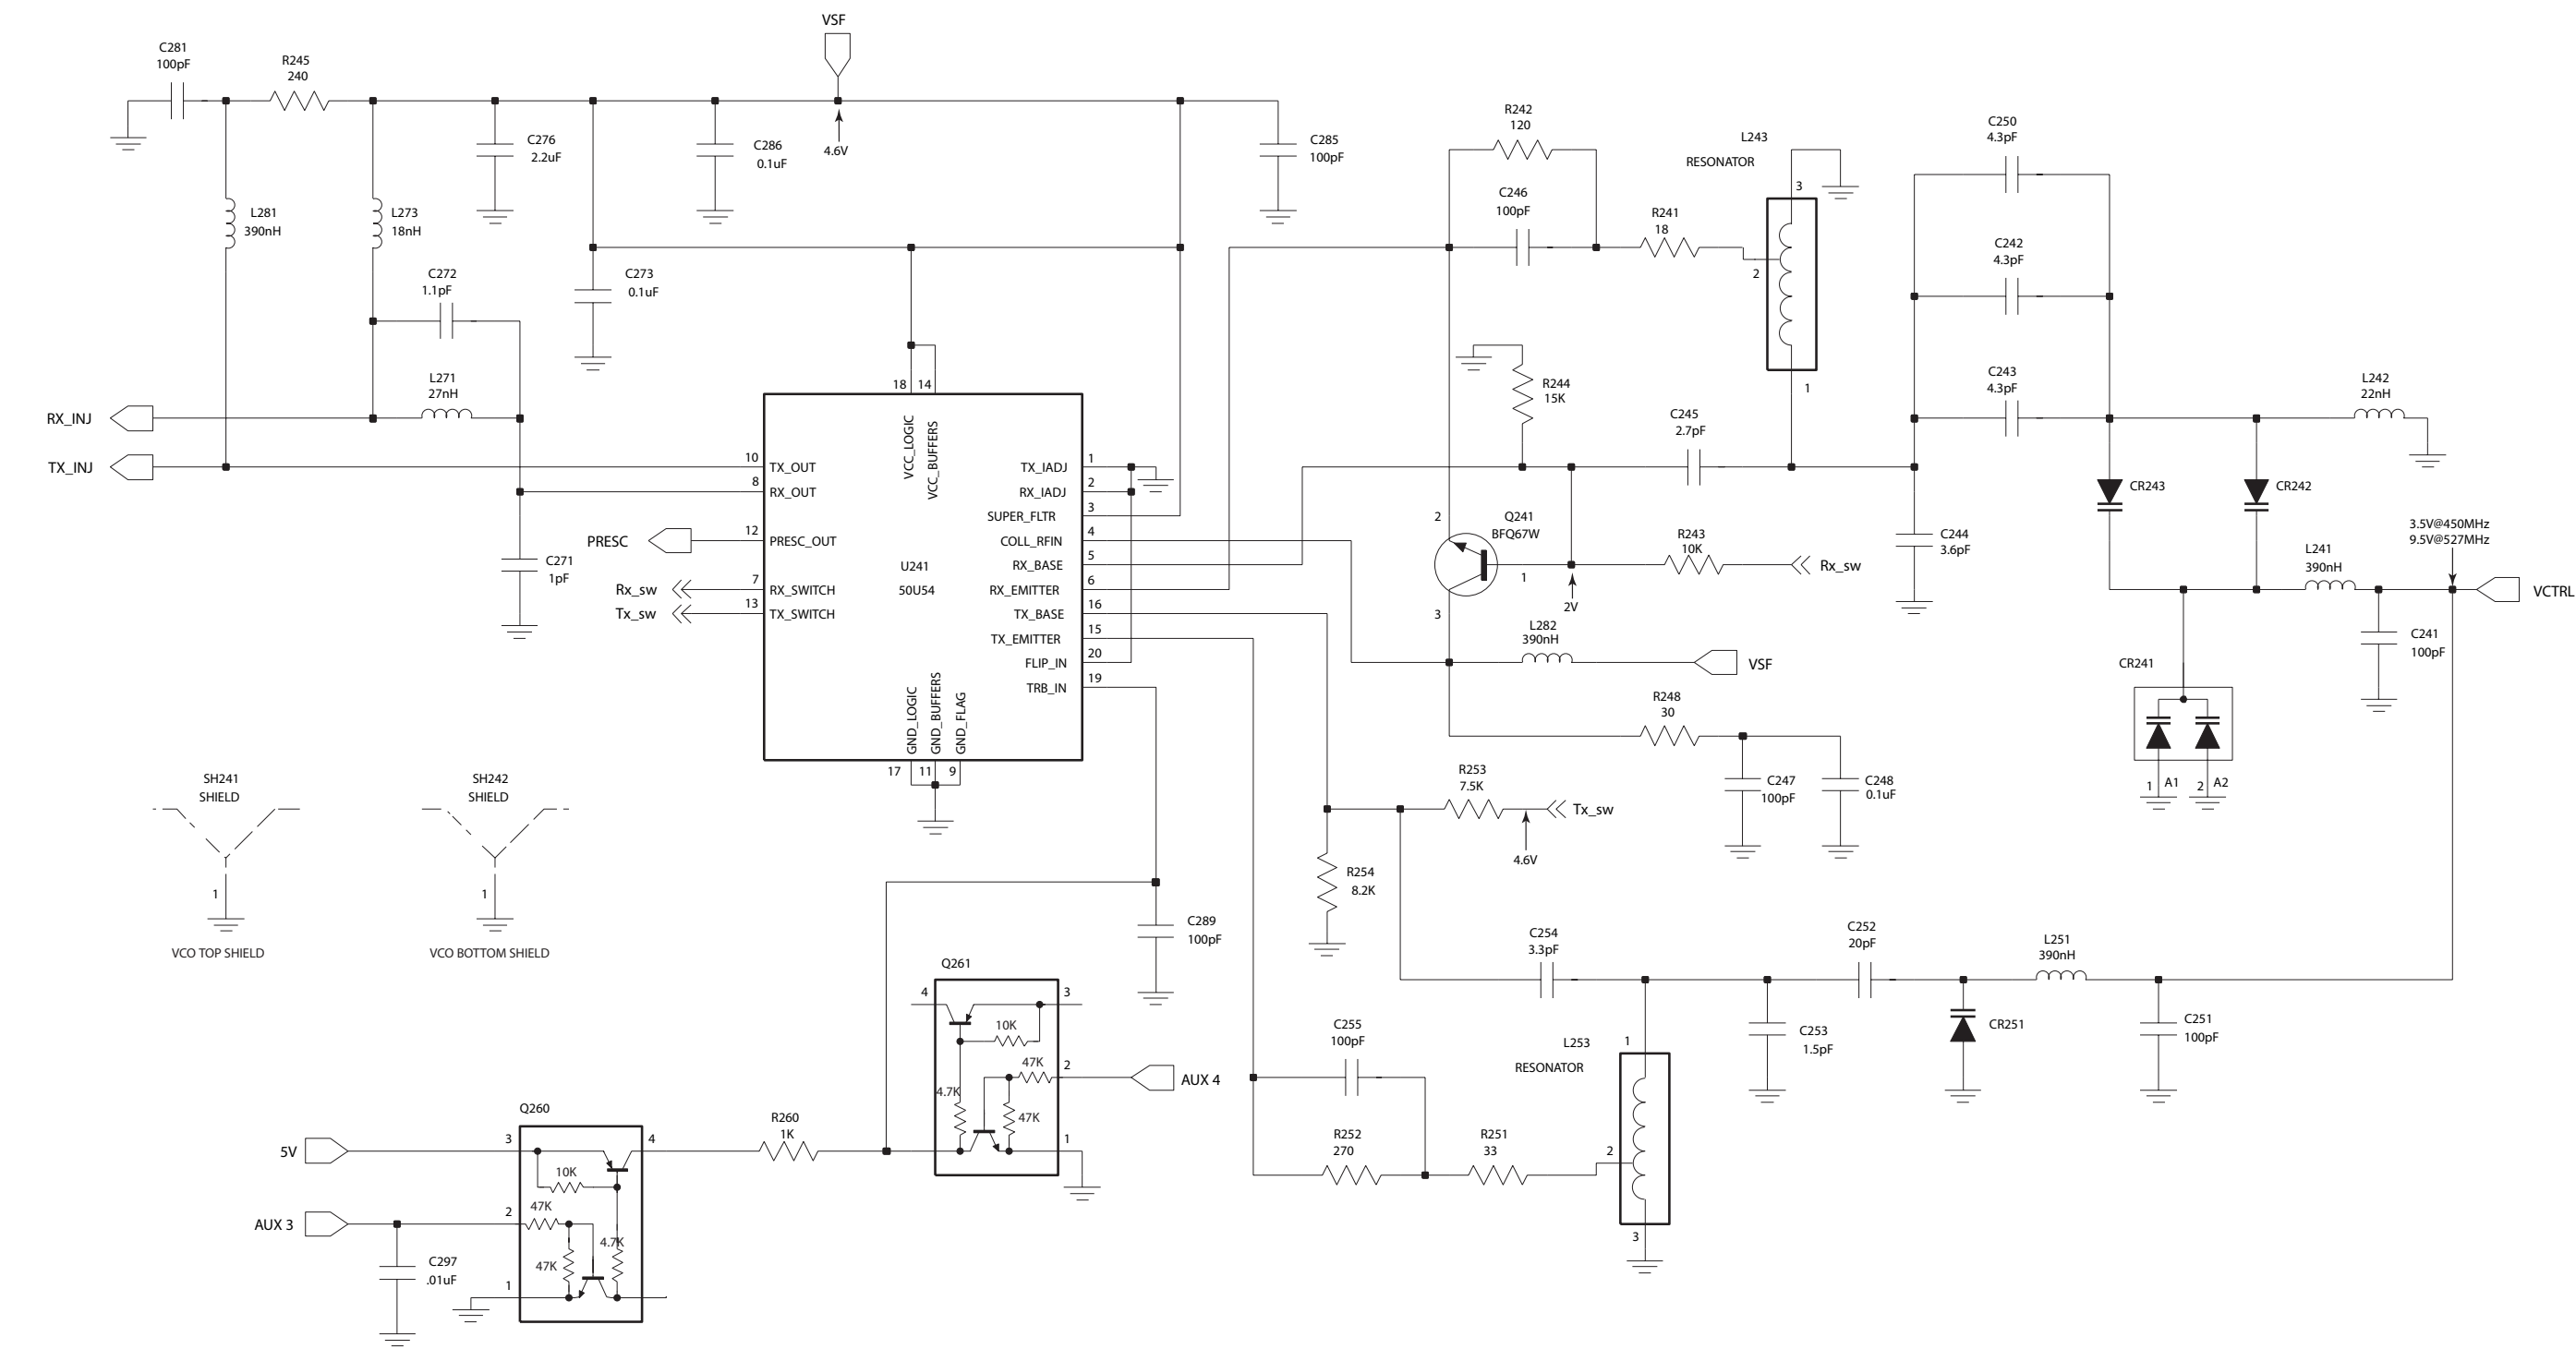 VSF
C281
100pF
R245
240
C276
2.2uF
C286
0.1uF
4.6V
C285
100pF
R242
120
C246
100pF
R241
18
L243
RESONATOR
3
2
1
C250
4.3pF
C242
4.3pF
C243
4.3pF
L242
22nH
L281
390nH
L273
18nH
C272
1.1pF
C273
0.1uF
L271
27nH
RX_INJ
TX_INJ
R244
15K
C245
2.7pF
18
14
VCC_LOGIC
VCC_BUFFERS
10
TX_OUT
8
RX_OUT
12
PRESC_OUT
PRESC
7
RX_SWITCH
Rx_sw
13
TX_SWITCH
Tx_sw
U241
50U54
TX_IADJ
1
RX_IADJ
2
SUPER_FLTR
3
COLL_RFIN
4
RX_BASE
5
RX_EMITTER
6
TX_BASE
16
TX_EMITTER
15
FLIP_IN
20
TRB_IN
19
GND_LOGIC
GND_BUFFERS
GND_FLAG
17
11
9
C271
1pF
2
Q241
BFQ67W
1
3
2V
R243
10K
Rx_sw
C244
3.6pF
CR243
CR242
3.5V@450MHz
9.5V@527MHz
L241
390nH
VCTRL
C241
100pF
CR241
1
A1
2
A2
L282
390nH
VSF
R248
30
C247
100pF
C248
0.1uF
R253
7.5K
Tx_sw
4.6V
R254
8.2K
SH241
SHIELD
1
VCO TOP SHIELD
SH242
SHIELD
1
VCO BOTTOM SHIELD
C289
100pF
C254
3.3pF
C252
20pF
L251
390nH
C253
1.5pF
CR251
C251
100pF
Q261
4
3
10K
47K
2
AUX 4
4.7K
47K
1
C255
100pF
L253
RESONATOR
1
2
3
R252
270
R251
33
Q260
5V
3
4
10K
R260
1K
AUX 3
2
47K
4.7K
47K
1
C297
.01uF